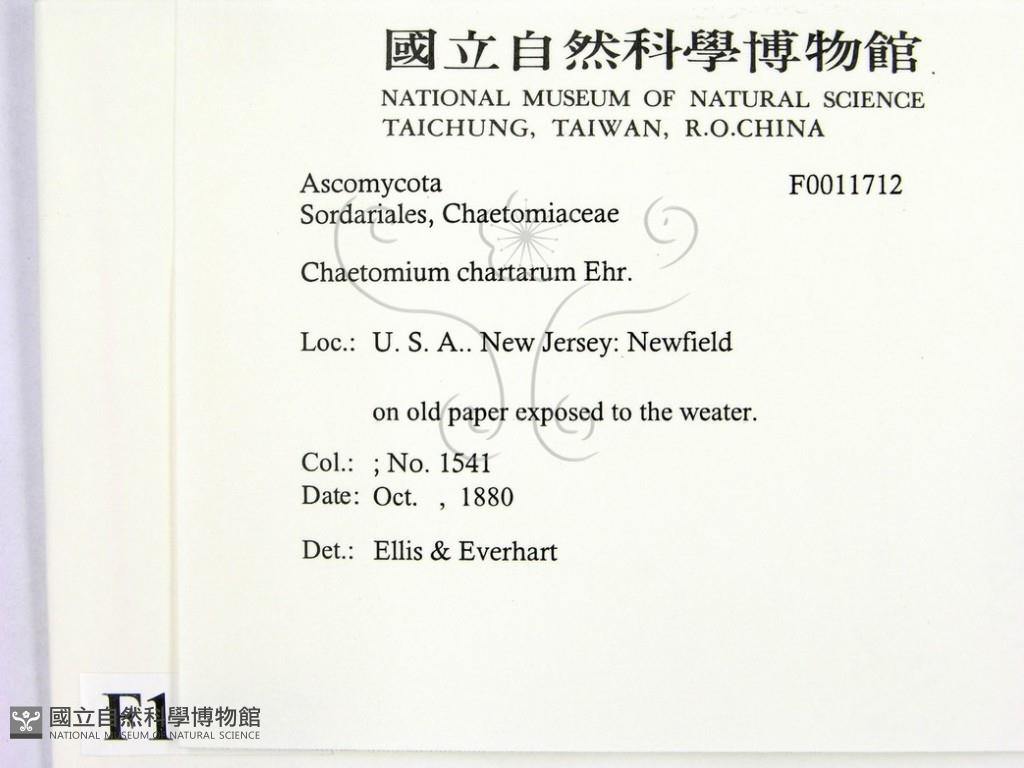 國立自然科學博物館
NATIONAL MUSEUM OF NATURAL SCIENCE
TAICHUNG, TAIWAN, R.O.CHINA
Ascomycota F0011712
Sordariales, Chaetomiaceae
Chaetomium chartarum Ehr.
Loc.: U. S. A.. New Jersey: Newfield
on old paper exposed to the weater.
Col.: ; No. 1541
Date: Oct. , 1880
Det.: Ellis & Everhart
F1
國立自然科學博物館
NATIONAL MUSEUM OF NATURAL SCIENCE